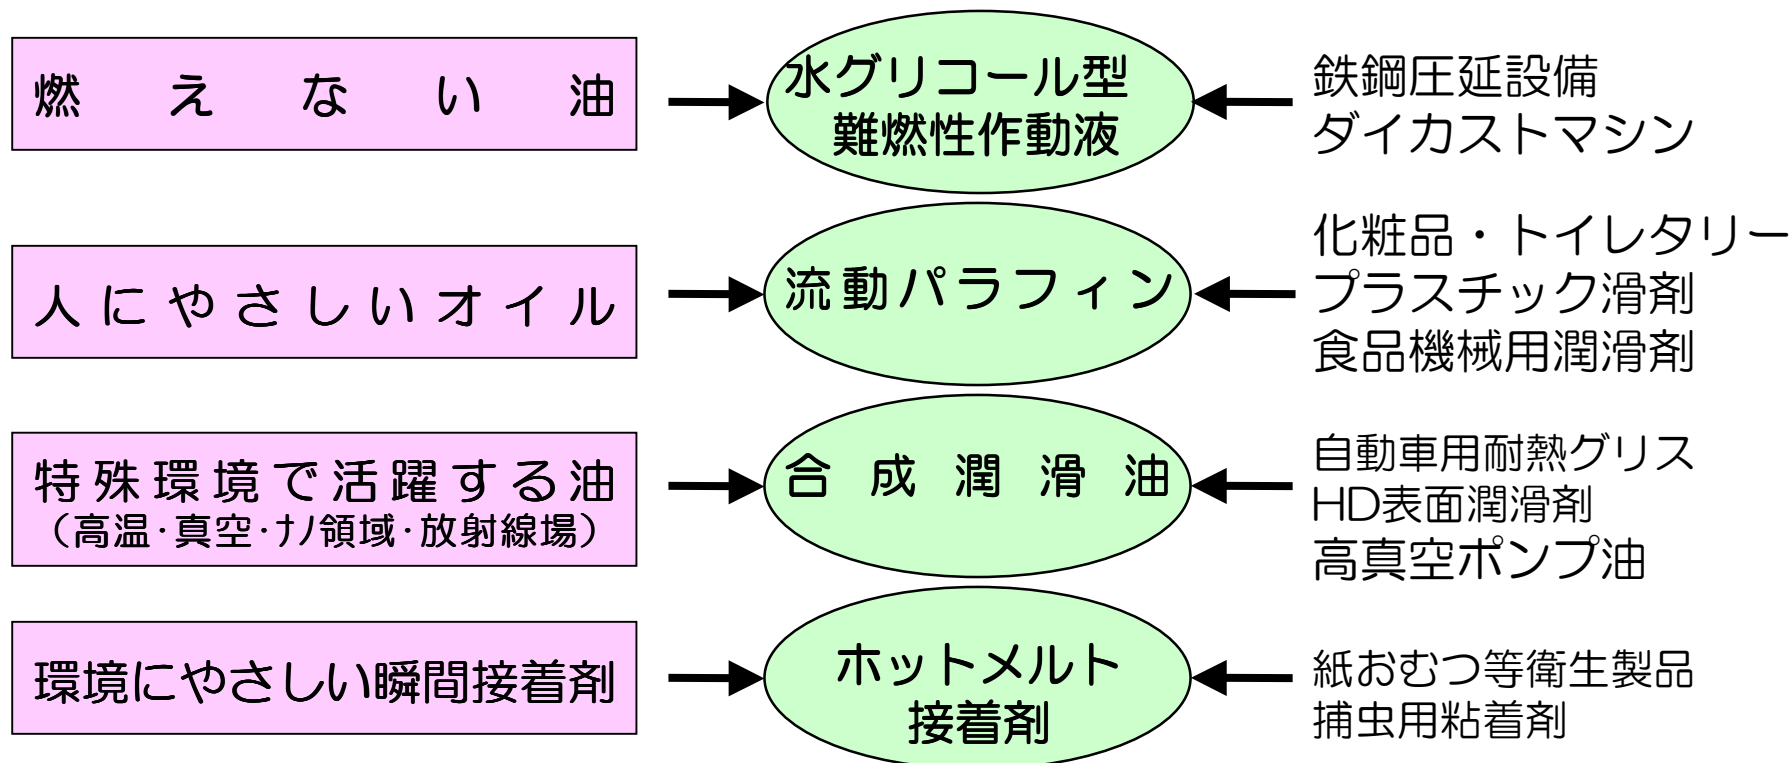 燃えない油
水グリコール型
難燃性作動液
鉄鋼圧延設備
ダイカストマシン
人にやさしいオイル
流動パラフィン
化粧品・トイレタリー
プラスチック滑剤
食品機械用潤滑剤
特殊環境で活躍する油
（高温･真空･ﾅﾉ領域･放射線場）
合成潤滑油
自動車用耐熱グリス
HD表面潤滑剤
高真空ポンプ油
環境にやさしい瞬間接着剤
ホットメルト
接着剤
紙おむつ等衛生製品
捕虫用粘着剤